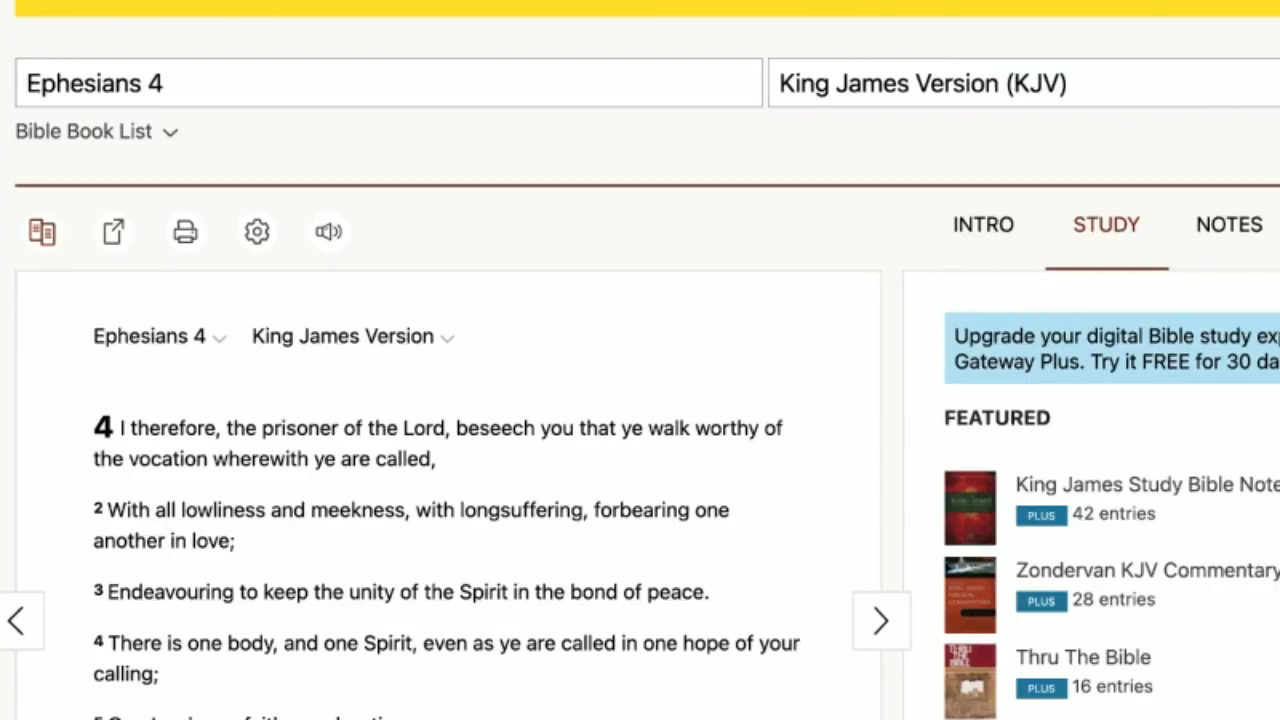 Ephesians 4
King James Version (KJV)
Bible Book List
INTRO STUDY NOTES
Ephesians 4 King James Version
4 I therefore, the prisoner of the Lord, beseech you that ye walk worthy of
the vocation wherewith ye are called,
2 With all lowliness and meekness, with longsuffering, forbearing one
another in love;
3 Endeavouring to keep the unity of the Spirit in the bond of peace.
4 There is one body, and one Spirit, even as ye are called in one hope of your
calling;
Upgrade your digital Bible study
Gateway Plus. Try it FREE for 30
FEATURED
King James Study Bible
PLUS 42 entries
Zondervan KJV Commentary
PLUS 28 entries
Thru The Bible
PLUS 16 entries